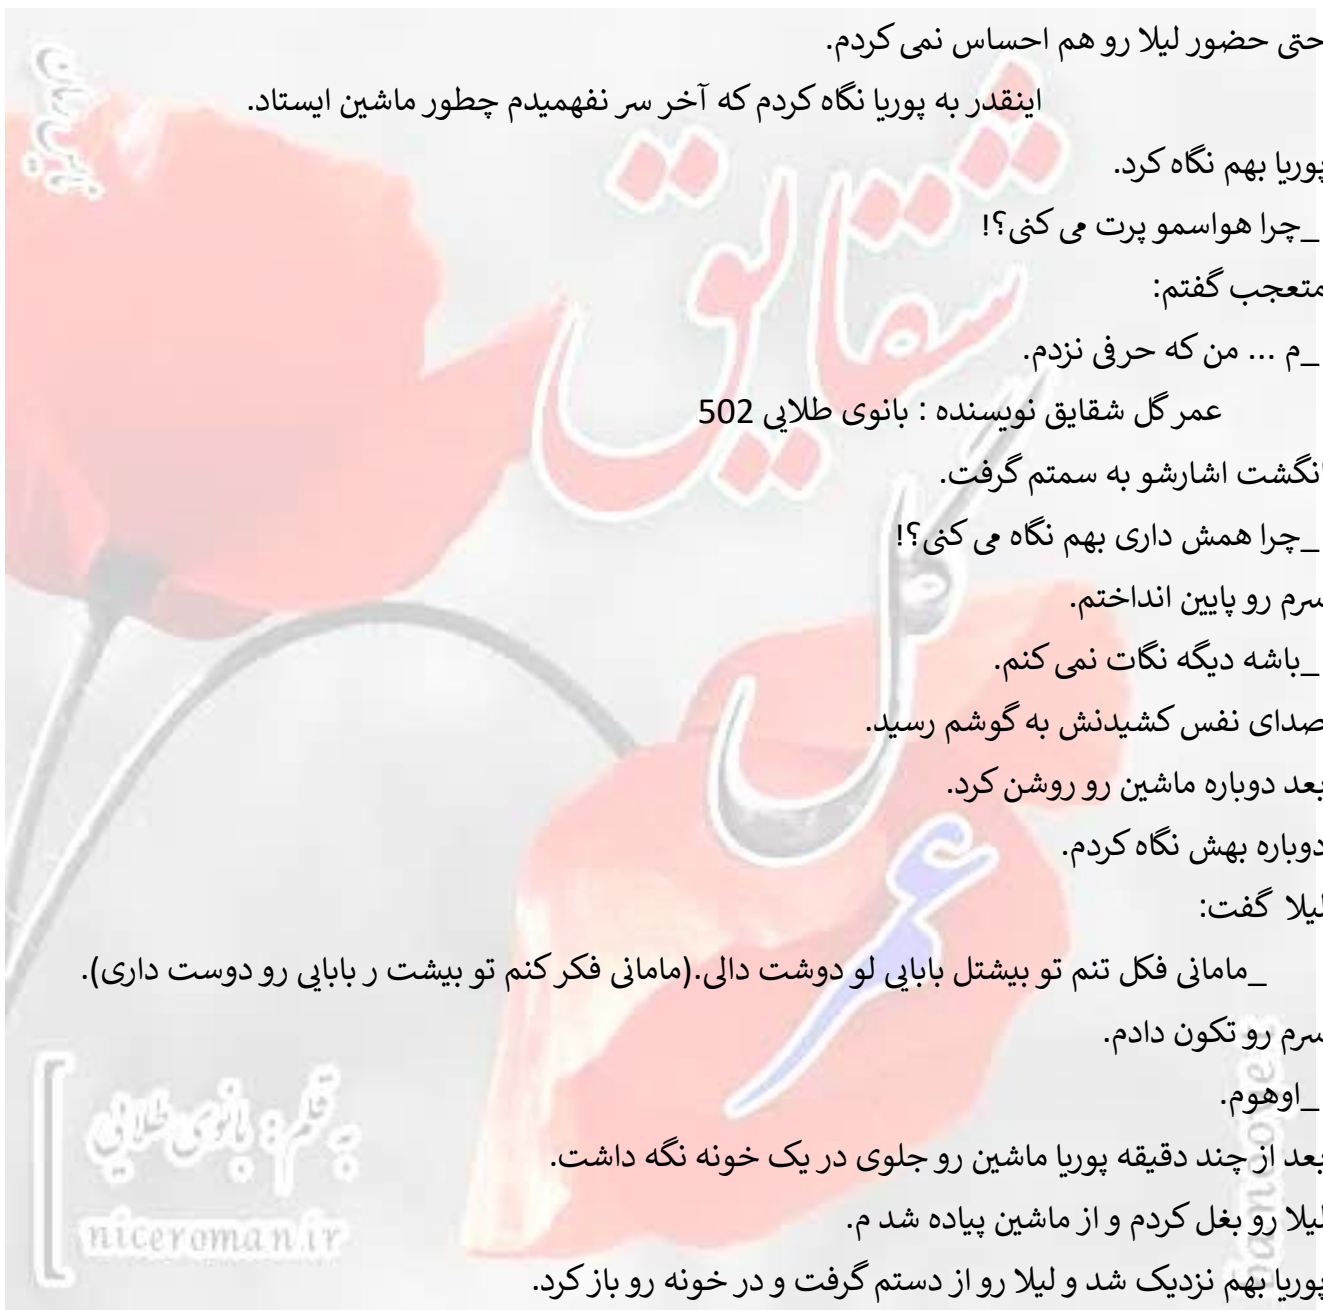 حتی حضور لیلا رو هم احساس نمی کردم.
اینقدر به پوریا نگاه کردم که آخر سر نفهمیدم چطور ماشین ایستاد.
پوریا بهم نگاه کرد.
_چرا هواسمو پرت می کنی؟!
متعجب گفتم:
_م ... من که حرفی نزدم.
عمر گل شقایق نویسنده : بانوی طلایی 502
انگشت اشارشو به سمتم گرفت.
_چرا همش داری بهم نگاه می کنی؟!
سرم رو پایین انداختم.
_باشه دیگه نگات نمی کنم.
صدای نفس کشیدنش به گوشم رسید.
بعد دوباره ماشین رو روشن کرد.
دوباره بهش نگاه کردم.
لیلا گفت:
_مامانی فکل تنم تو بیشتل بابایی لو دوشت دالی.(مامانی فکر کنم تو بیشت ر بابایی رو دوست داری).
سرم رو تکون دادم.
_اوهوم.
بعد از چند دقیقه پوریا ماشین رو جلوی در یک خونه نگه داشت.
لیلا رو بغل کردم و از ماشین پیاده شد م.
پوریا بهم نزدیک شد و لیلا رو از دستم گرفت و در خونه رو باز کرد.
شقایق
گل
عمر
به قلم : بانوی طلایی
niceroman.ir